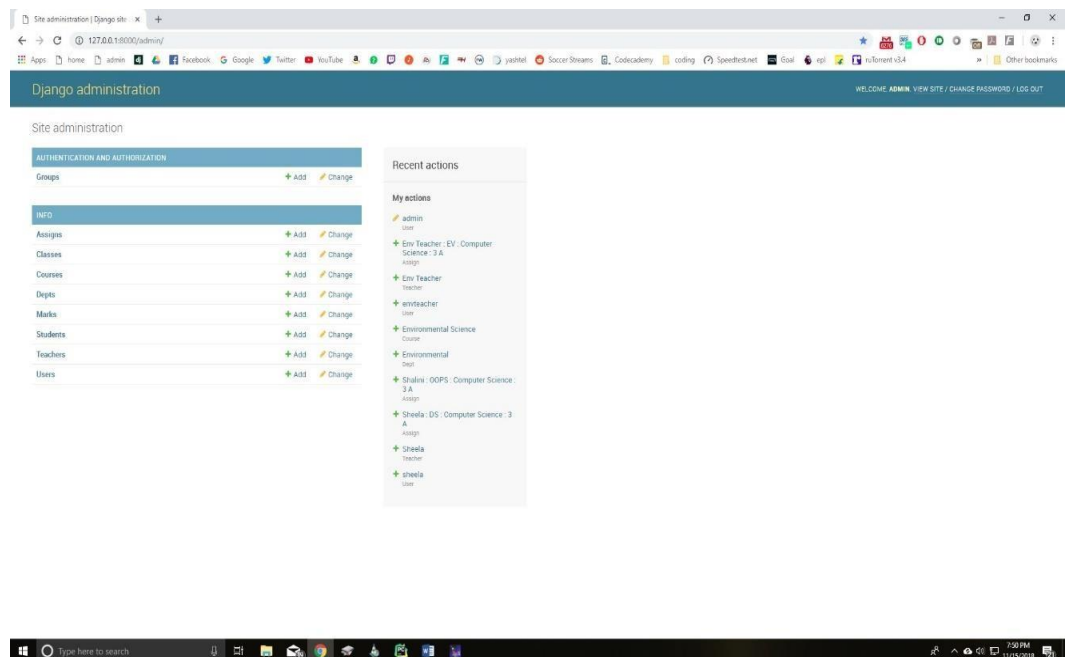 Site administration | Django site
127.0.0.1:8000/admin/
Apps home admin Facebook Google Twitter YouTube yashtel Soccer Streams Codecademy coding Speedtest.net Goal epl ruTorrent v3.4 » Other bookmarks
Django administration
WELCOME, ADMIN. VIEW SITE / CHANGE PASSWORD / LOG OUT
Site administration
AUTHENTICATION AND AUTHORIZATION
Groups + Add Change
INFO
Assigns + Add Change
Classes + Add Change
Courses + Add Change
Depts + Add Change
Marks + Add Change
Students + Add Change
Teachers + Add Change
Users + Add Change
Recent actions
My actions
admin
User
+ Env Teacher : EV : Computer
Science : 3 A
Assign
+ Env Teacher
Teacher
+ envteacher
User
+ Environmental Science
Course
+ Environmental
Dept
+ Shalini : OOPS : Computer Science :
3 A
Assign
+ Sheela : DS : Computer Science : 3
A
Assign
+ Sheela
Teacher
+ sheela
User
Type here to search
7:50 PM
11/15/2018